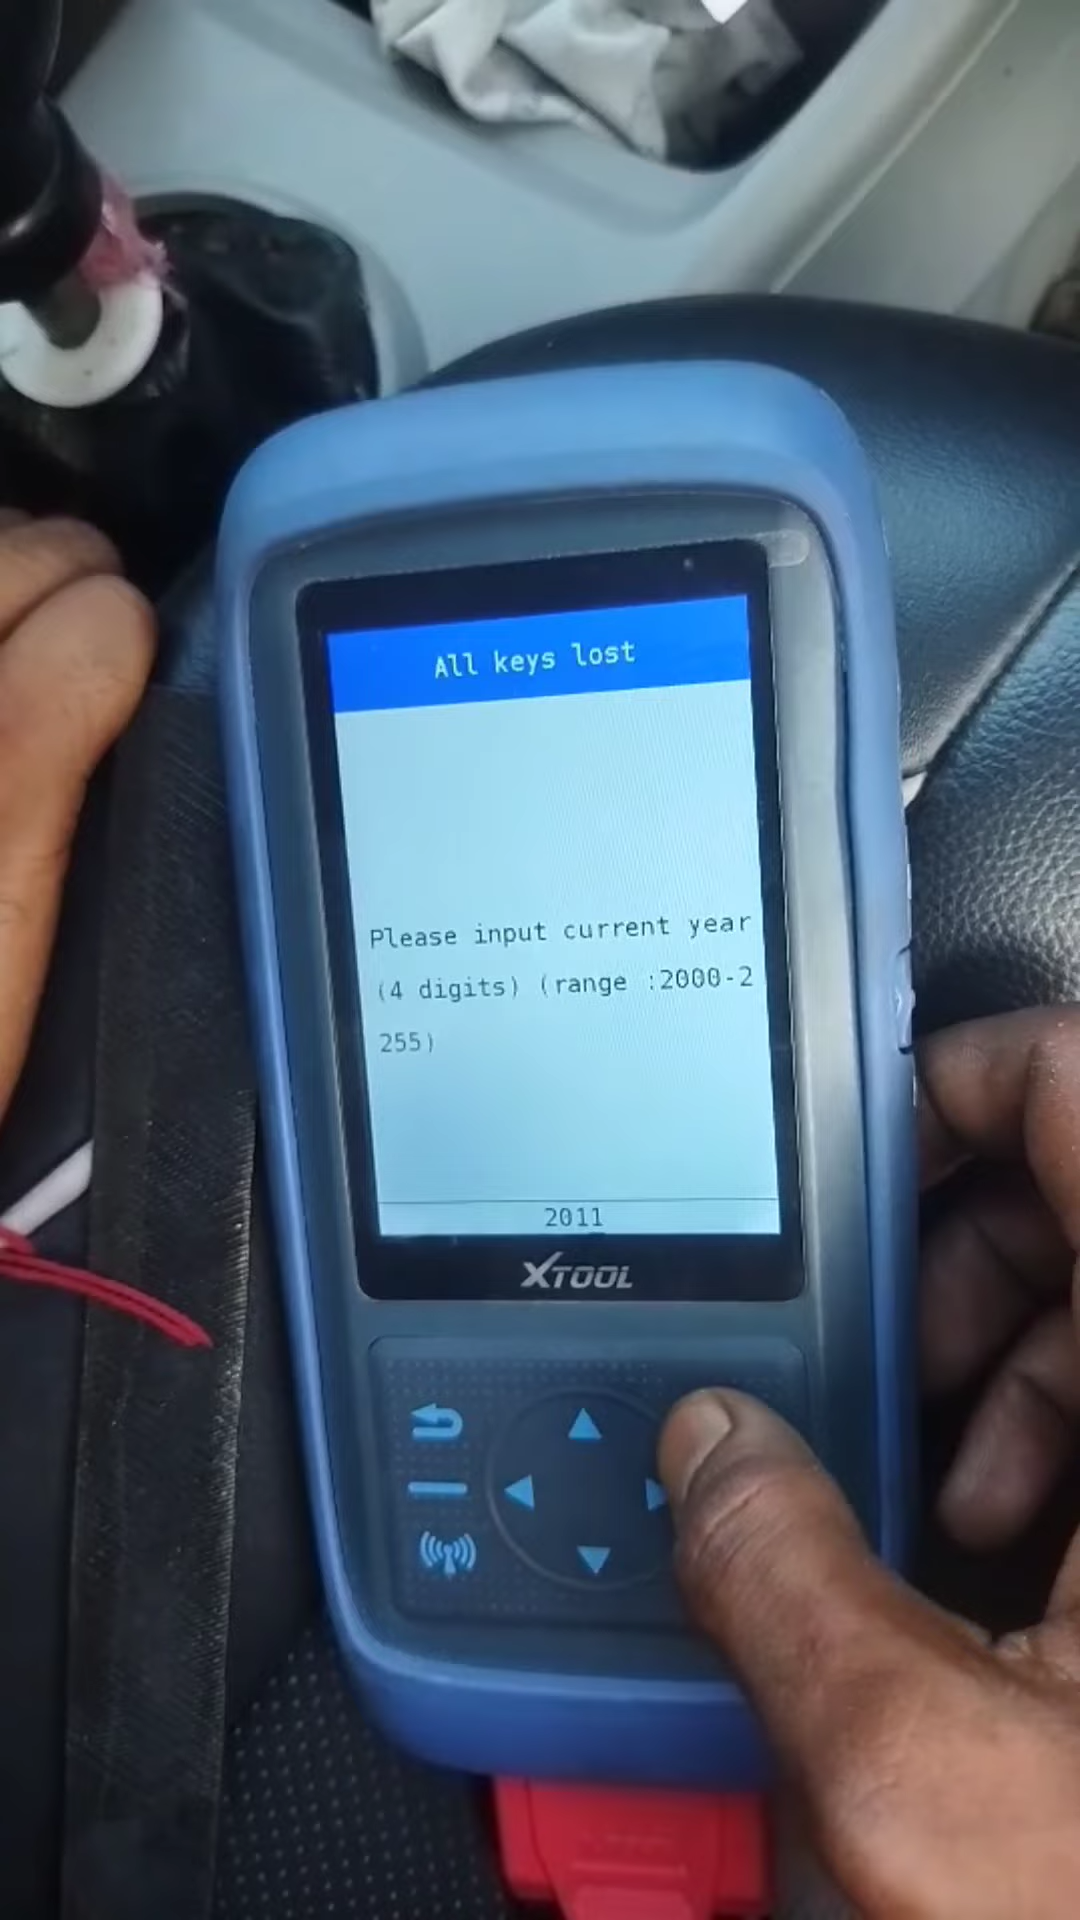 All keys lost
Please input current year
(4 digits) (range :2000-2
255)
2011
XTOOL